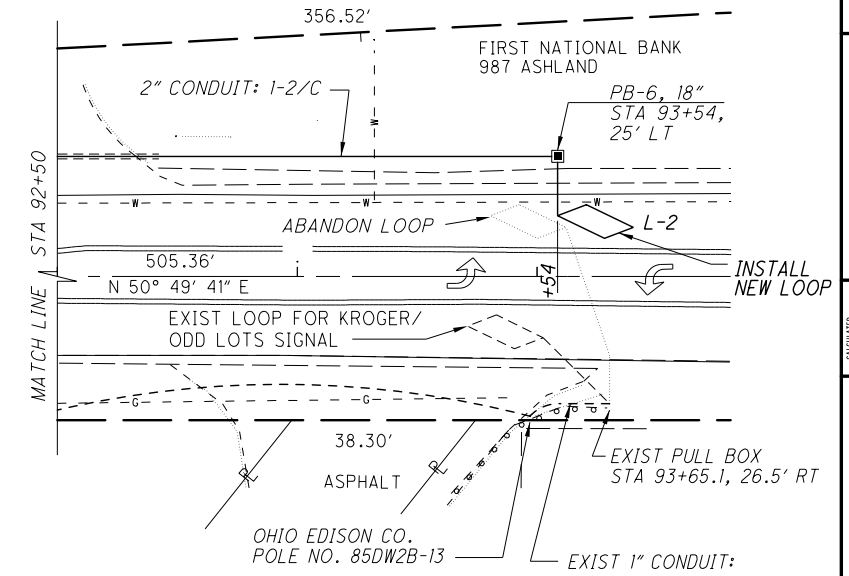 356.52'
FIRST NATIONAL BANK
987 ASHLAND
2" CONDUIT: 1-2/C
PB-6, 18"
STA 93+54,
25' LT
W
MATCH LINE STA 92+50
W
W
W
ABANDON LOOP
L-2
505.36'
N 50° 49' 41" E
+54
INSTALL
NEW LOOP
EXIST LOOP FOR KROGER/
ODD LOTS SIGNAL
G
G
38.30'
ASPHALT
EXIST PULL BOX
STA 93+65.1, 26.5' RT
PL
PL
OHIO EDISON CO.
POLE NO. 85DW2B-13
EXIST 1" CONDUIT: